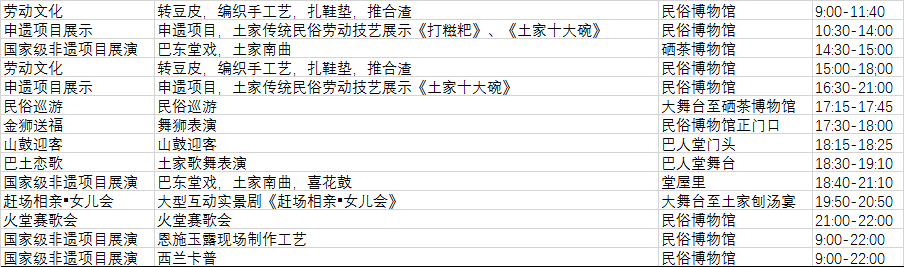 劳动文化 转豆皮，编织手工艺，扎鞋垫，推合渣 民俗博物馆 9:00-11:40
申遗项目展示 申遗项目，土家传统民俗劳动技艺展示《打糍粑》、《土家十大碗》 民俗博物馆 10:30-14:00
国家级非遗项目展演 巴东堂戏，土家南曲 硒茶博物馆 14:30-15:00
劳动文化 转豆皮，编织手工艺，扎鞋垫，推合渣 民俗博物馆 15:00-18;00
申遗项目展示 申遗项目，土家传统民俗劳动技艺展示《土家十大碗》 民俗博物馆 16:30-21:00
民俗巡游 民俗巡游 大舞台至硒茶博物馆 17:15-17:45
金狮送福 舞狮表演 民俗博物馆正门口 17:30-18:00
山鼓迎客 山鼓迎客 巴人堂门头 18:15-18:25
巴土恋歌 土家歌舞表演 巴人堂舞台 18:30-19:10
国家级非遗项目展演 巴东堂戏，土家南曲，喜花鼓 堂屋里 18:40-21:10
赶场相亲▪女儿会 大型互动实景剧《赶场相亲▪女儿会》 大舞台至土家刨汤宴 19:50-20:50
火堂赛歌会 火堂赛歌会 民俗博物馆 21:00-22:00
国家级非遗项目展演 恩施玉露现场制作工艺 民俗博物馆 9:00-22:00
国家级非遗项目展演 西兰卡普 民俗博物馆 9:00-22:00